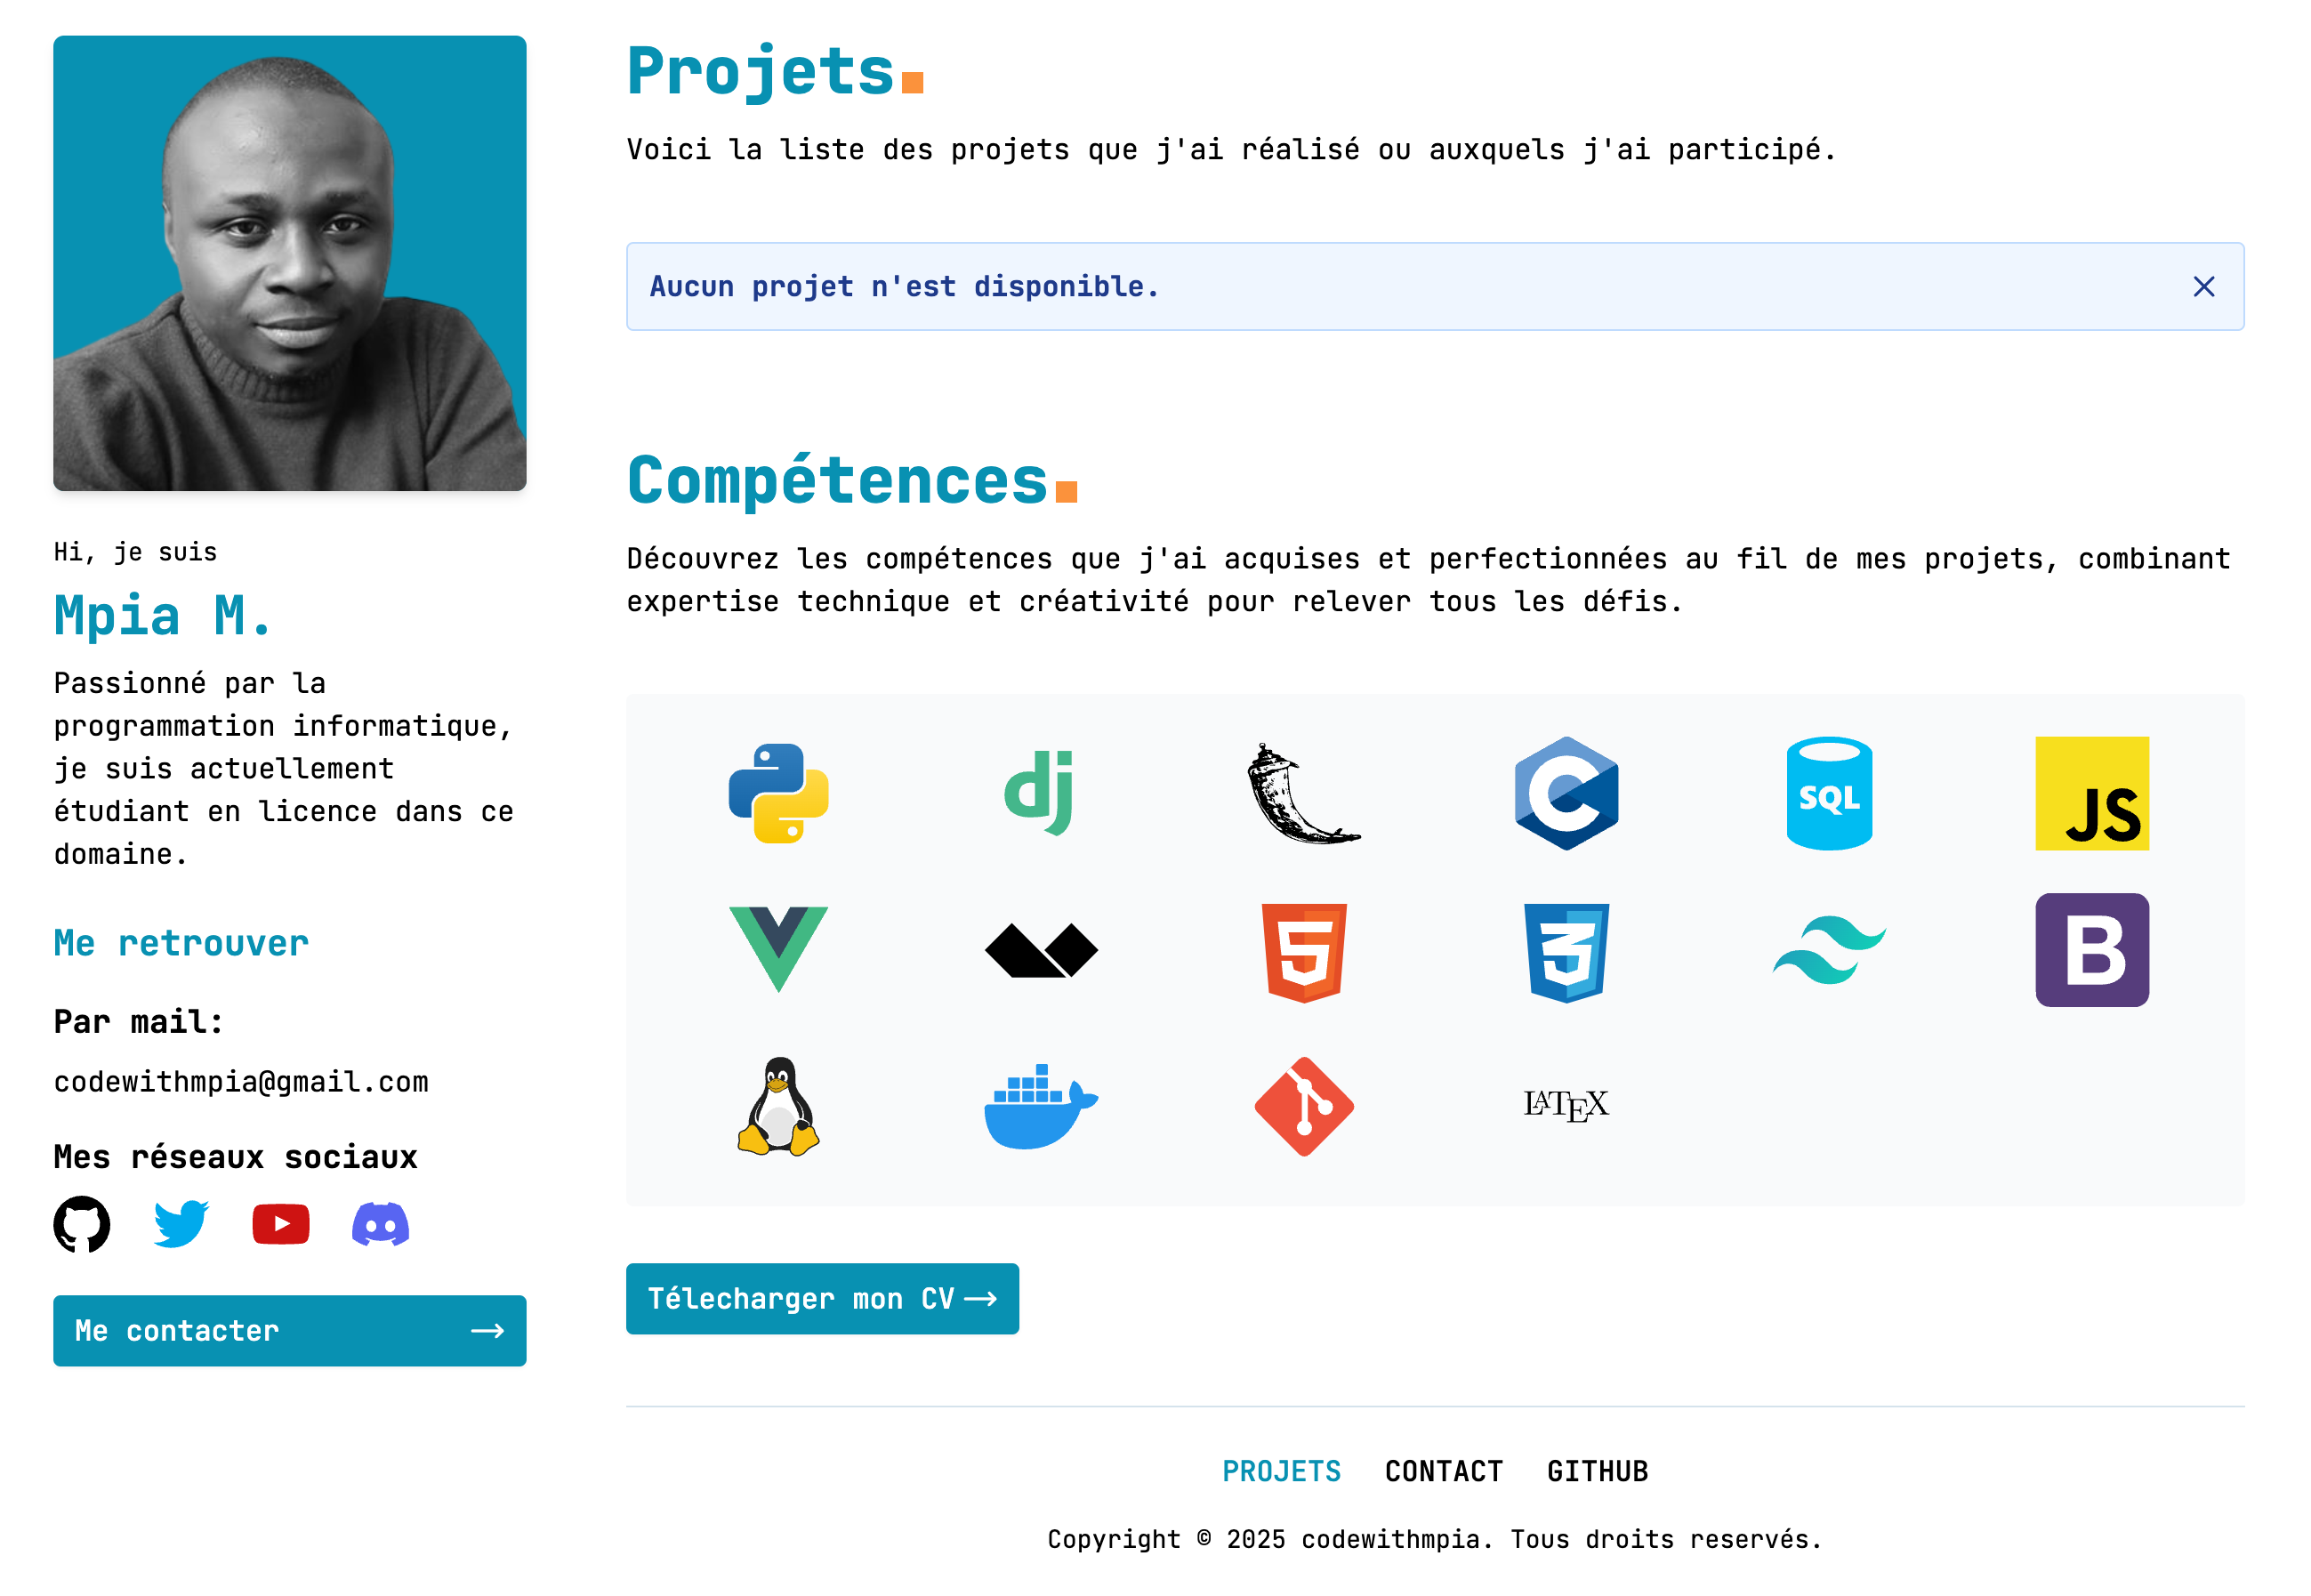 Hi, je suis
Mpia M.
Passionné par la
programmation informatique,
je suis actuellement
étudiant en licence dans ce
domaine.
Me retrouver
Par mail:
codewithmpia@gmail.com
Mes réseaux sociaux
Me contacter
Projets
Voici la liste des projets que j'ai réalisé ou auxquels j'ai participé.
Aucun projet n'est disponible.
Compétences
Découvrez les compétences que j'ai acquises et perfectionnées au fil de mes projets, combinant
expertise technique et créativité pour relever tous les défis.
dj
C
SQL
JS
5
3
B
LATEX
Télecharger mon CV
PROJETS CONTACT GITHUB
Copyright © 2025 codewithmpia. Tous droits reservés.